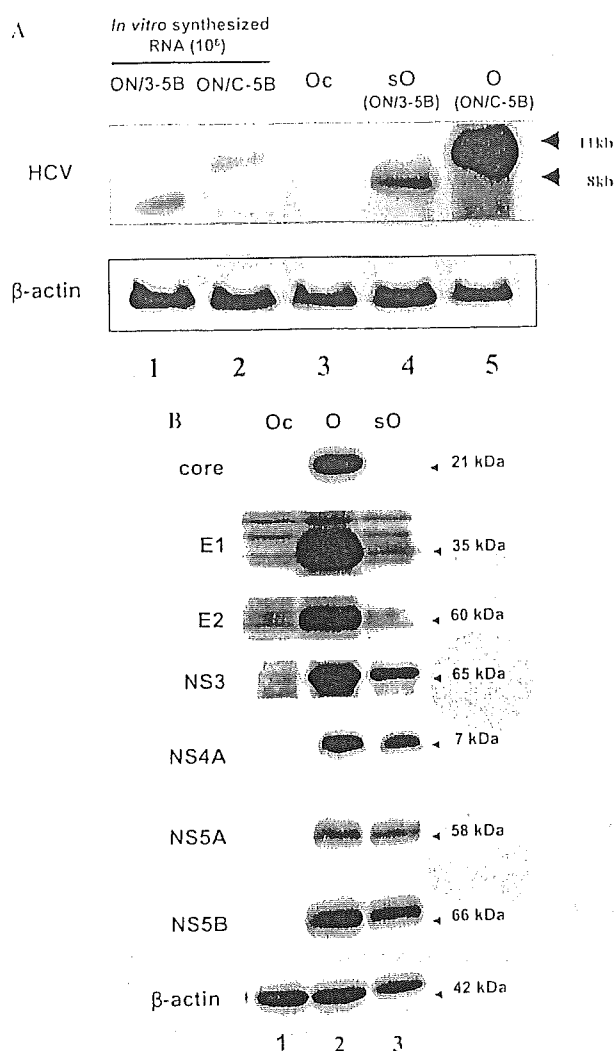 A
In vitro synthesized
RNA (10⁶)
ON/3-5B ON/C-5B Oc sO O
(ON/3-5B) (ON/C-5B)
HCV
11kb
8kb
β-actin
1 2 3 4 5
B Oc O sO
core 21 kDa
E1 35 kDa
E2 60 kDa
NS3 65 kDa
NS4A 7 kDa
NS5A 58 kDa
NS5B 66 kDa
β-actin 42 kDa
1 2 3